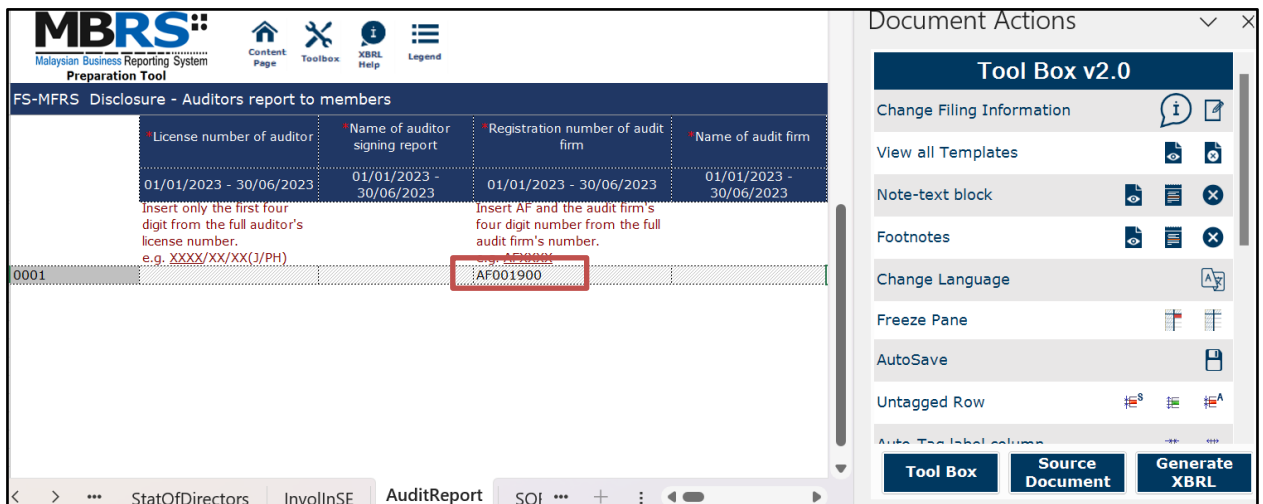 MBRS
Malaysian Business Reporting System
Preparation Tool
Content Page
Toolbox
XBRL Help
Legend
FS-MFRS Disclosure - Auditors report to members
*License number of auditor
*Name of auditor signing report
*Registration number of audit firm
*Name of audit firm
01/01/2023 - 30/06/2023
01/01/2023 - 30/06/2023
01/01/2023 - 30/06/2023
01/01/2023 - 30/06/2023
Insert only the first four
digit from the full auditor's
license number.
e.g. XXXX/XX/XX(J/PH)
Insert AF and the audit firm's
four digit number from the full
audit firm's number.
e.g. AFXXXX
0001
AF001900
StatOfDirectors
InvolInSE
AuditReport
Document Actions
Tool Box v2.0
Change Filing Information
View all Templates
Note-text block
Footnotes
Change Language
Freeze Pane
AutoSave
Untagged Row
Auto-Tag label column
Tool Box
Source Document
Generate XBRL